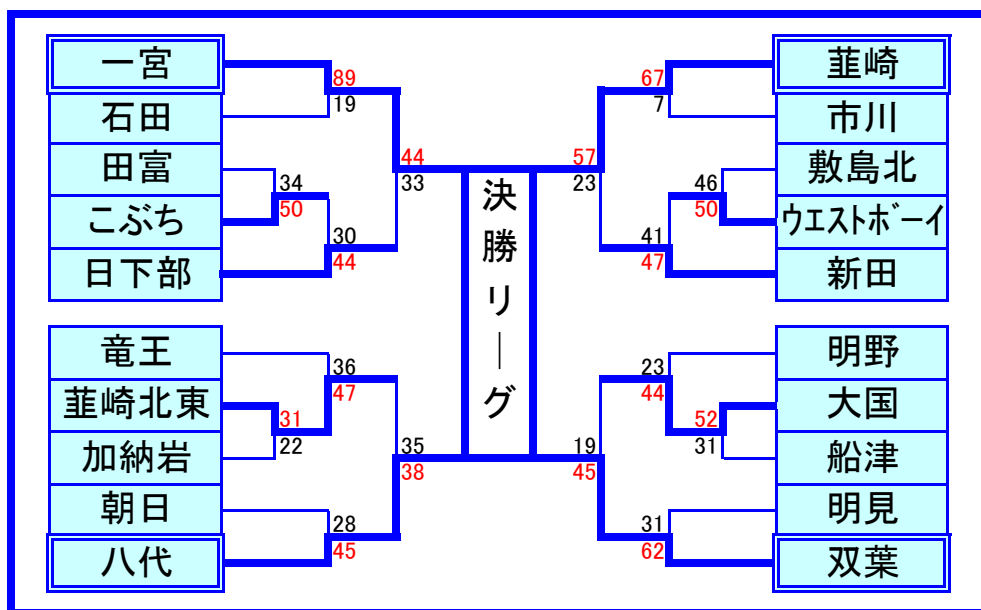 一宮
89
19
石田
田富
34
50
こぶち
30
44
日下部
44
33
竜王
36
47
韮崎北東
31
22
加納岩
35
38
朝日
28
45
八代
決勝リーグ
韮崎
67
7
市川
57
23
敷島北
46
50
ウエストボーイ
41
47
新田
明野
23
44
大国
52
31
船津
19
45
明見
31
62
双葉